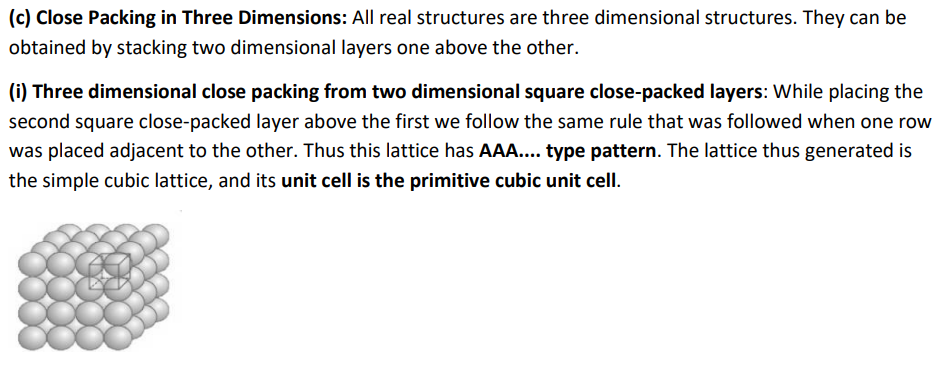 (c) Close Packing in Three Dimensions: All real structures are three dimensional structures. They can be
obtained by stacking two dimensional layers one above the other.
(i) Three dimensional close packing from two dimensional square close-packed layers: While placing the
second square close-packed layer above the first we follow the same rule that was followed when one row
was placed adjacent to the other. Thus this lattice has AAA.... type pattern. The lattice thus generated is
the simple cubic lattice, and its unit cell is the primitive cubic unit cell.